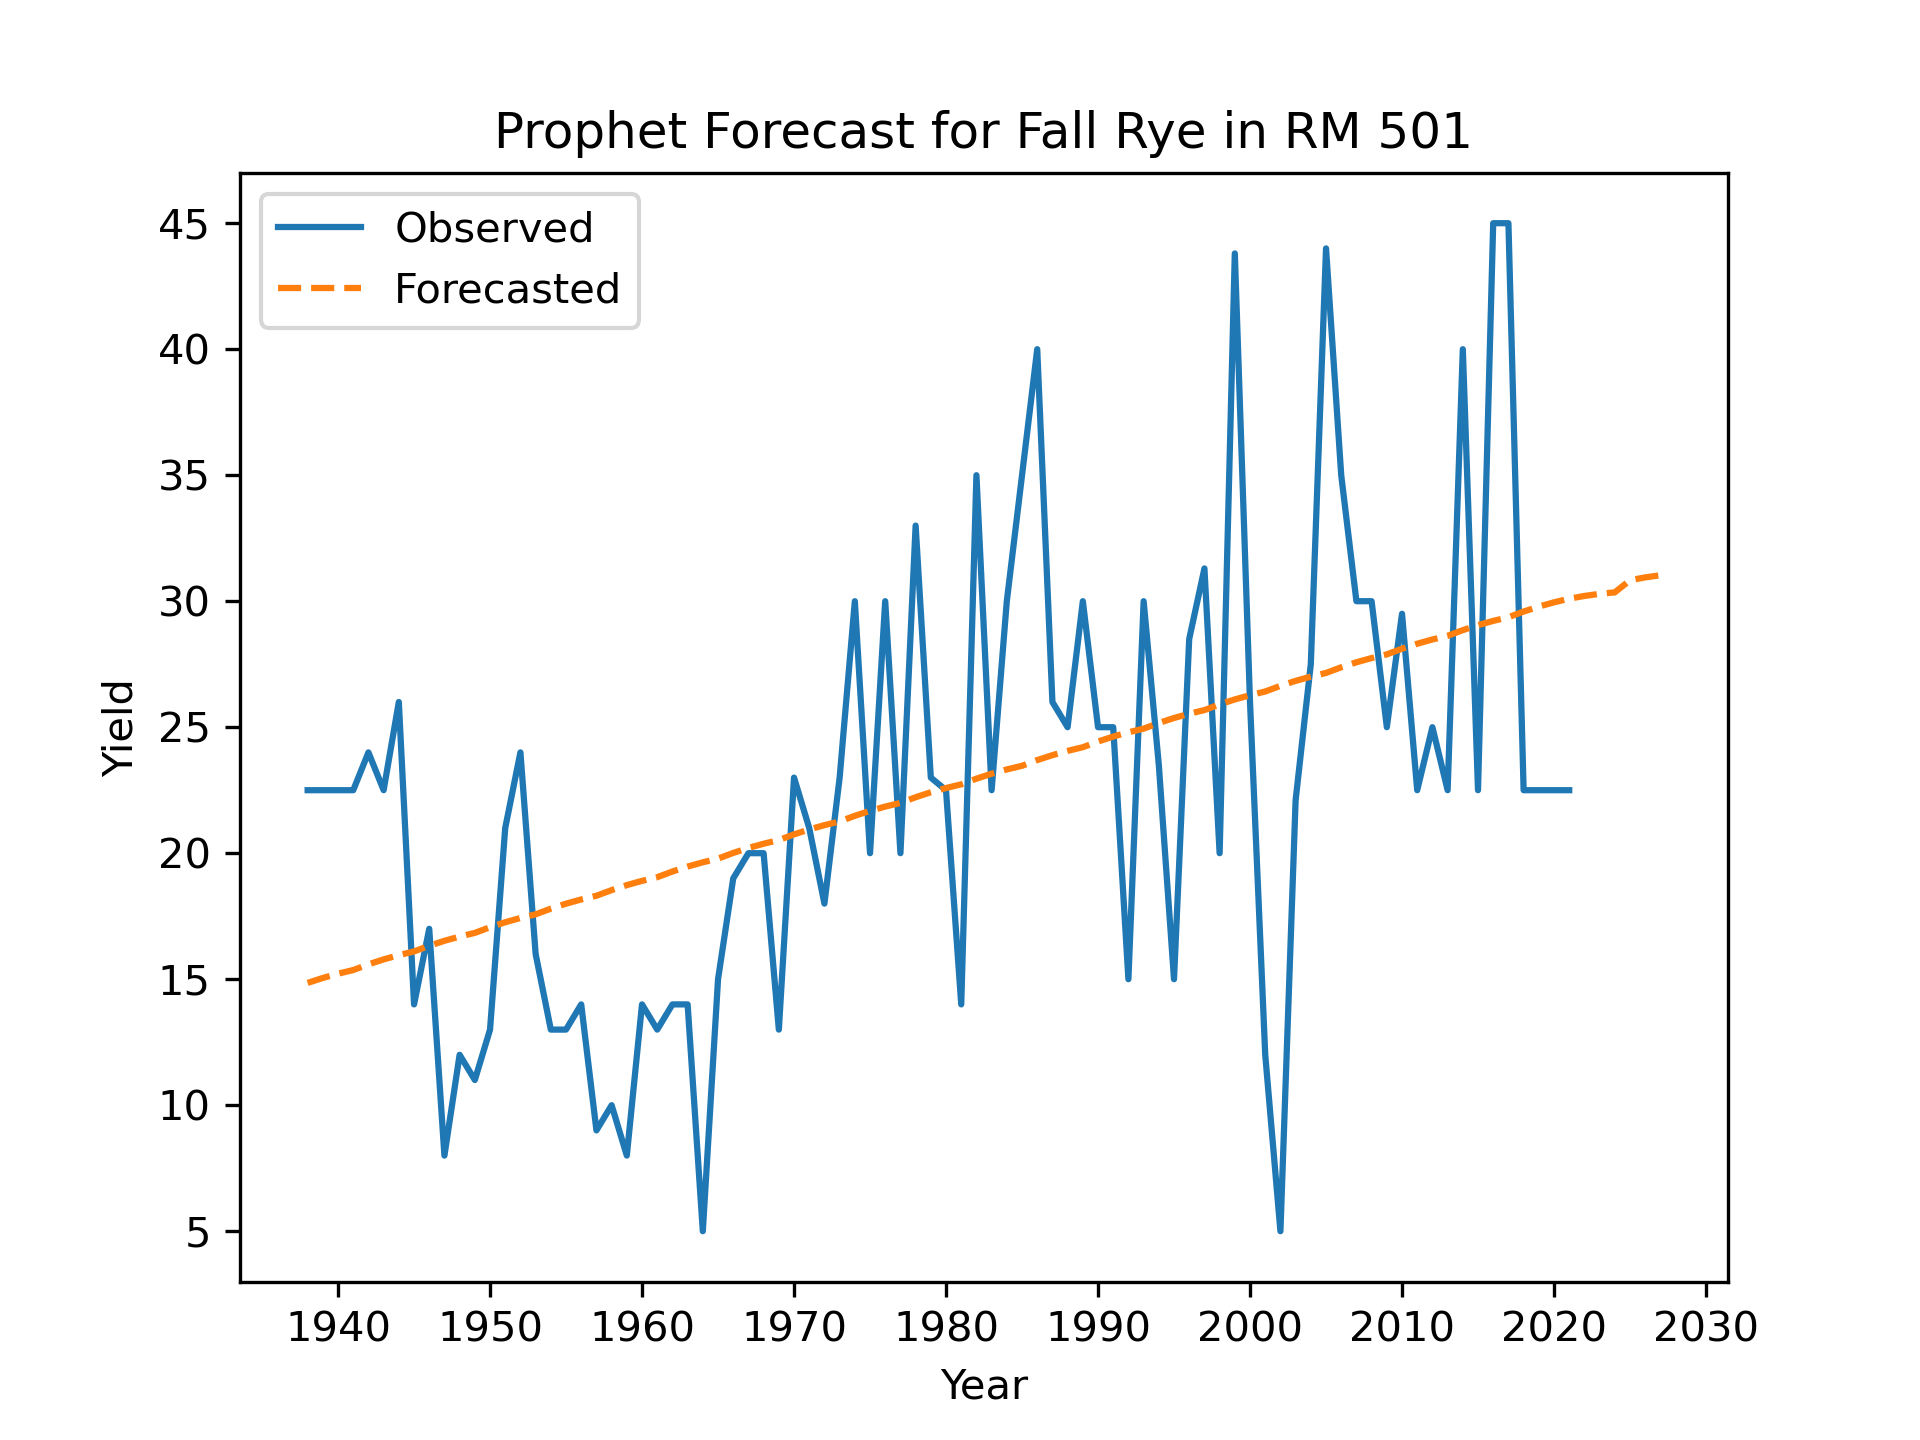 Prophet Forecast for Fall Rye in RM 501
Observed
Forecasted
45
40
35
30
25
20
15
10
5
Yield
1940 1950 1960 1970 1980 1990 2000 2010 2020 2030
Year